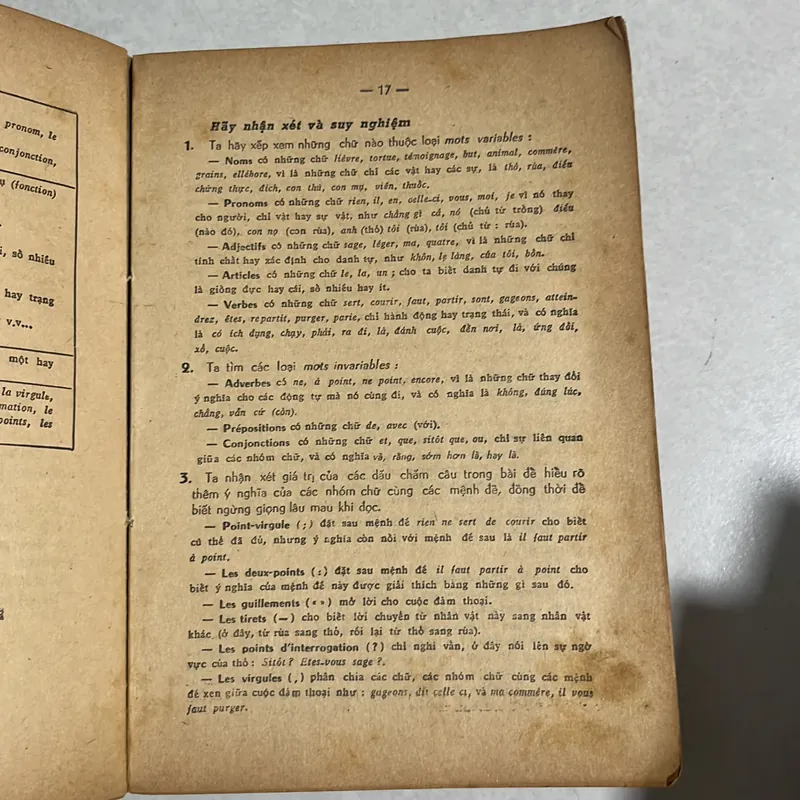 pronom, le
conjonction,
ụ (fonction)
i, số nhiều
hay trạng
v.v...
một hay
la virgule,
mation, le
points, les
— 17 —
Hãy nhận xét và suy nghiệm
1. Ta hãy xếp xem những chữ nào thuộc loại mots variables :
— Noms có những chữ lièvre, tortue, témoignage, but, animal, commère,
grains, ellébore, vì là những chữ chỉ các vật hay các sự, là thỏ, rùa, điều
chứng thực, đích, con thú, con mụ, viên, thuốc.
— Pronoms có những chữ rien, il, en, celle-ci, vous, moi, je vì nó thay
cho người, chỉ vật hay sự vật, như chẳng gì cả, nó (chủ từ trống) điều
(nào đó), con nọ (con rùa), anh (thỏ) tôi (rùa), tôi (chủ từ : rùa).
— Adjectifs có những chữ sage, léger, ma, quatre, vì là những chữ chỉ
tính chất hay xác định cho danh tự, như khôn, lẹ làng, của tôi, bốn.
— Articles có những chữ le, la, un ; cho ta biết danh tự đi với chúng
là giống đực hay cái, số nhiều hay ít.
— Verbes có những chữ sert, courir, faut, partir, sont, gageons, attein-
drez, êtes, repartit, purger, parie, chỉ hành động hay trạng thái, và có nghĩa
là có ích dụng, chạy, phải, ra đi, là, đánh cuộc, đến nơi, là, ứng đối,
xổ, cuộc.
2. Ta tìm các loại mots invariables :
— Adverbes có ne, à point, ne point, encore, vì là những chữ thay đổi
ý nghĩa cho các động tự mà nó cùng đi, và có nghĩa là không, đúng lúc,
chẳng, vẫn cứ (còn).
— Prépositions có những chữ de, avec (với).
— Conjonctions có những chữ et, que, sitôt que, ou, chỉ sự liên quan
giữa các nhóm chữ, và có nghĩa và, rằng, sớm hơn là, hay là.
3. Ta nhận xét giá trị của các dấu chấm câu trong bài để hiểu rõ
thêm ý nghĩa của các nhóm chữ cùng các mệnh đề, đồng thời để
biết ngừng giọng lâu mau khi đọc.
— Point-virgule (;) đặt sau mệnh đề rien ne sert de courir cho biết
có thể đã đủ, nhưng ý nghĩa còn nối với mệnh đề sau là il faut partir
à point.
— Les deux-points (:) đặt sau mệnh đề il faut partir à point cho
biết ý nghĩa của mệnh đề này được giải thích bằng những gì sau đó.
— Les guillements (« ») mở lời cho cuộc đàm thoại.
— Les tirets (—) cho biết lời chuyển từ nhân vật này sang nhân vật
khác (ở đây, từ rùa sang thỏ, rồi lại từ thỏ sang rùa).
— Les points d'interrogation (?) chỉ nghi vấn, ở đây nói lên sự ngờ
vực của thỏ : Sitôt ? Etes-vous sage ?.
— Les virgules (,) phân chia các chữ, các nhóm chữ cùng các mệnh
đề xen giữa cuộc đàm thoại như : gageons, dit celle ci, và ma commère, il vous
faut purger.